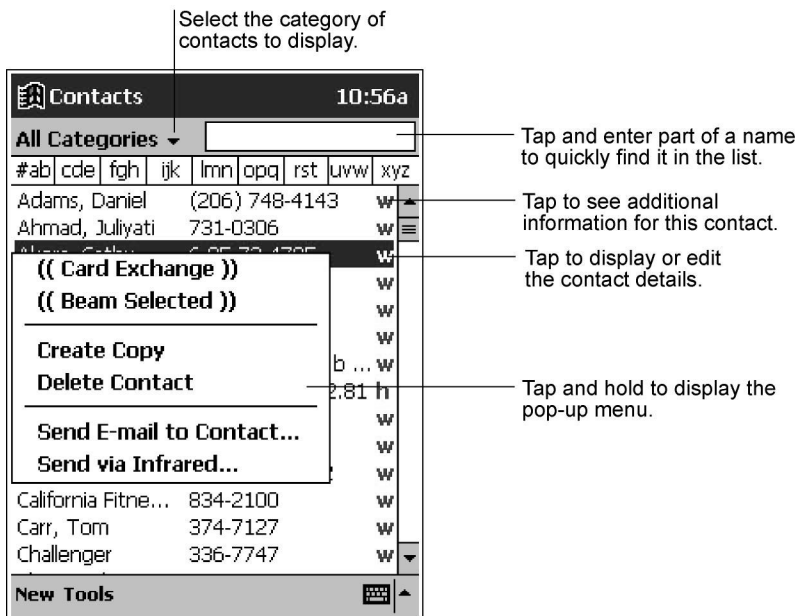 Select the category of
contacts to display.
Contacts 10:56a
All Categories
#ab cde fgh ijk lmn opq rst uvw xyz
Adams, Daniel (206) 748-4143 w
Ahmad, Juliyati 731-0306 w
w
(( Card Exchange ))
w
(( Beam Selected ))
w
w
Create Copy
b ... w
Delete Contact
2.81 h
w
Send E-mail to Contact...
w
Send via Infrared...
w
California Fitne... 834-2100 w
Carr, Tom 374-7127 w
Challenger 336-7747 w
New Tools
Tap and enter part of a name
to quickly find it in the list.
Tap to see additional
information for this contact.
Tap to display or edit
the contact details.
Tap and hold to display the
pop-up menu.